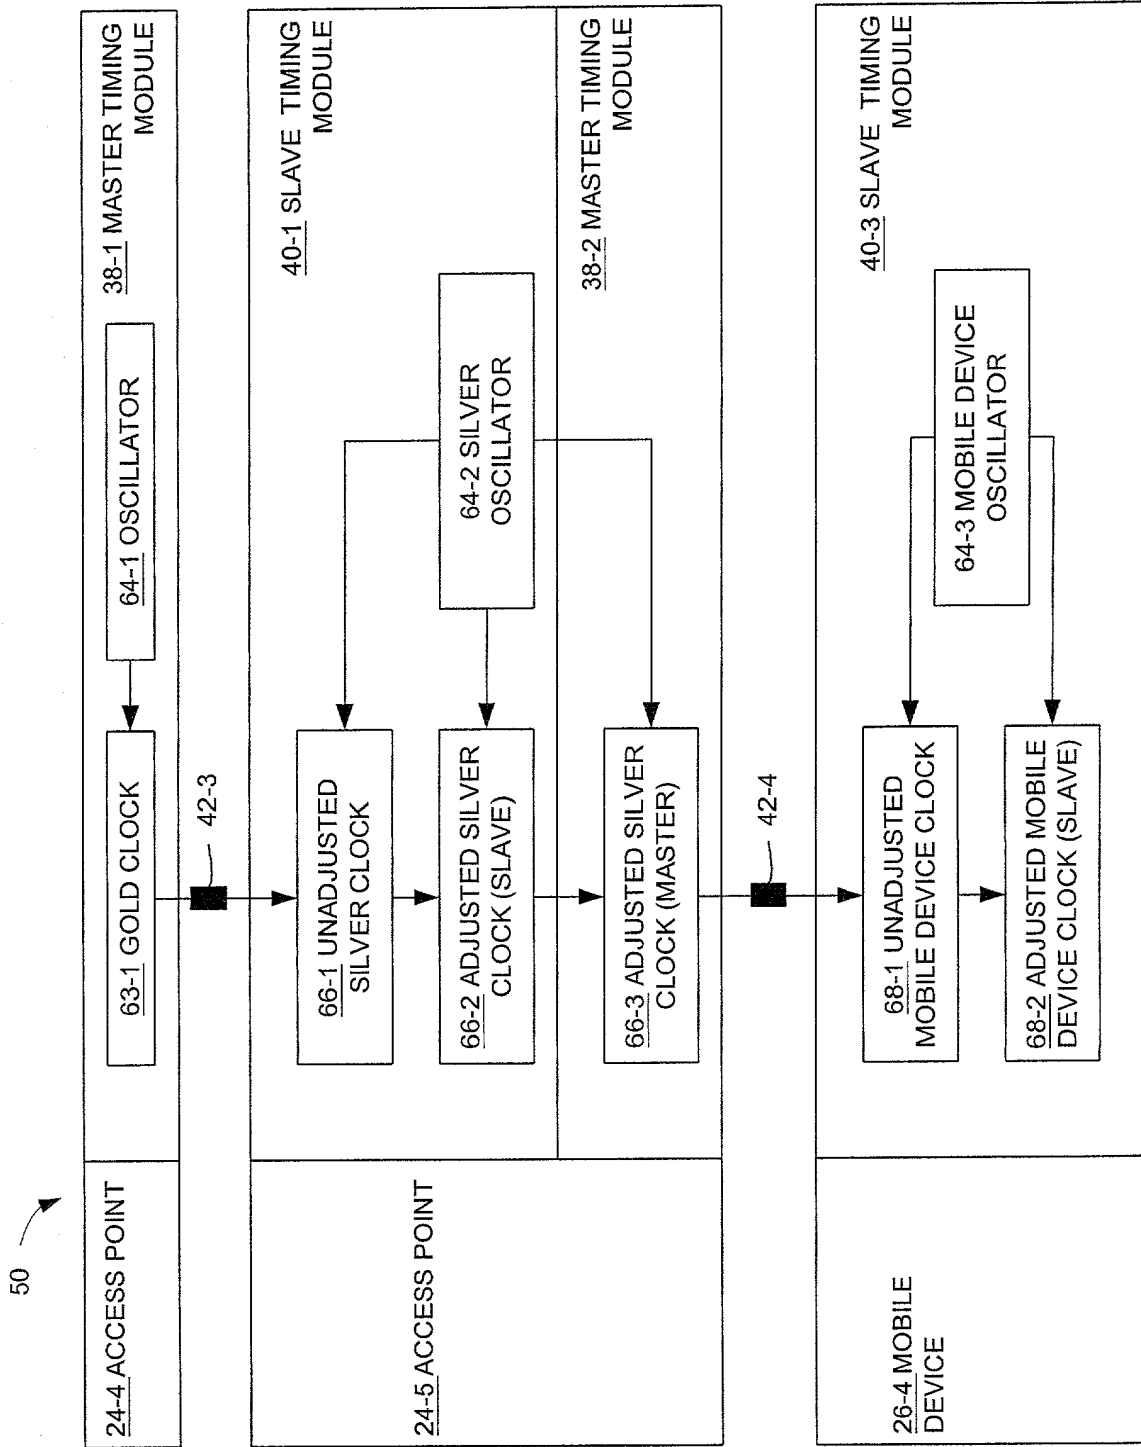 50
24-4 ACCESS POINT
63-1 GOLD CLOCK
64-1 OSCILLATOR
38-1 MASTER TIMING
MODULE
42-3
24-5 ACCESS POINT
66-1 UNADJUSTED
SILVER CLOCK
66-2 ADJUSTED SILVER
CLOCK (SLAVE)
64-2 SILVER
OSCILLATOR
40-1 SLAVE TIMING
MODULE
66-3 ADJUSTED SILVER
CLOCK (MASTER)
38-2 MASTER TIMING
MODULE
42-4
26-4 MOBILE
DEVICE
68-1 UNADJUSTED
MOBILE DEVICE CLOCK
68-2 ADJUSTED MOBILE
DEVICE CLOCK (SLAVE)
64-3 MOBILE DEVICE
OSCILLATOR
40-3 SLAVE TIMING
MODULE